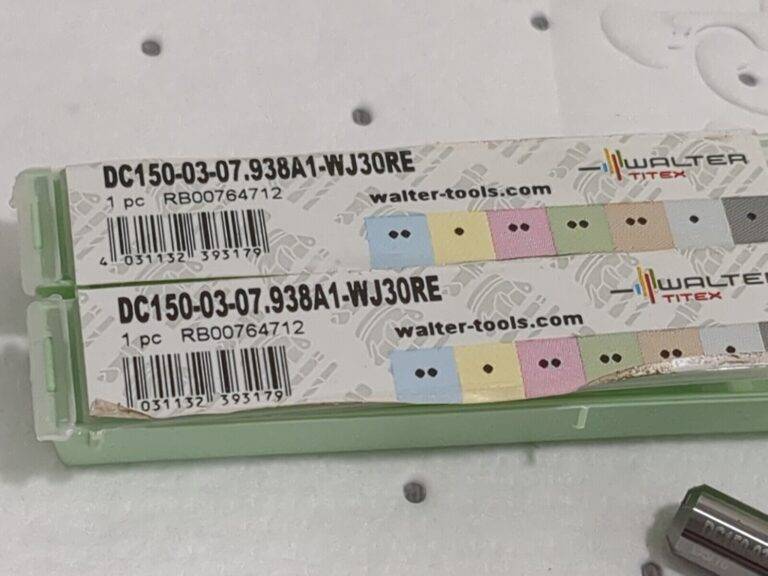 DC150-03-07.938A1-WJ30RE
1 pc RB00764712
walter-tools.com
WALTER
TITEX
4 031132 393179
DC150-03-07.938A1-WJ30RE
1 pc RB00764712
walter-tools.com
WALTER
TITEX
031132 393179